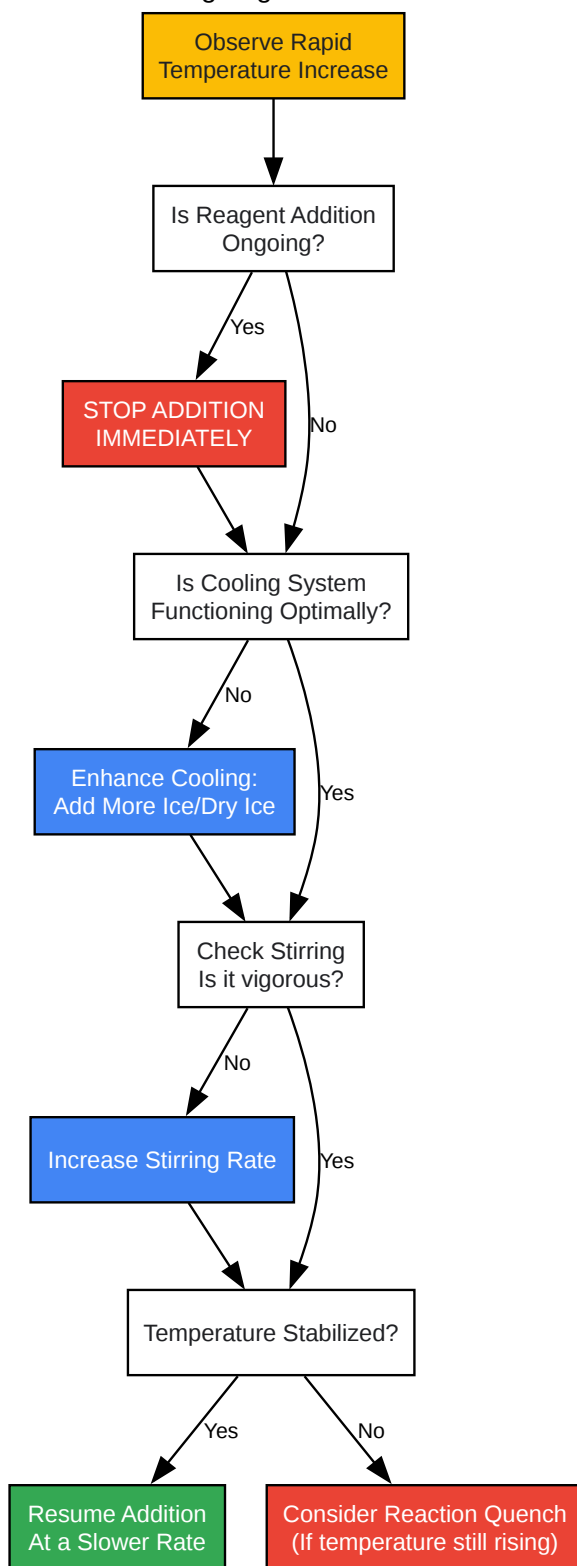 Observe Rapid
Temperature Increase
Is Reagent Addition
Ongoing?
Yes
No
STOP ADDITION
IMMEDIATELY
Is Cooling System
Functioning Optimally?
No
Yes
Enhance Cooling:
Add More Ice/Dry Ice
Check Stirring
Is it vigorous?
No
Yes
Increase Stirring Rate
Temperature Stabilized?
Yes
No
Resume Addition
At a Slower Rate
Consider Reaction Quench
(If temperature still rising)